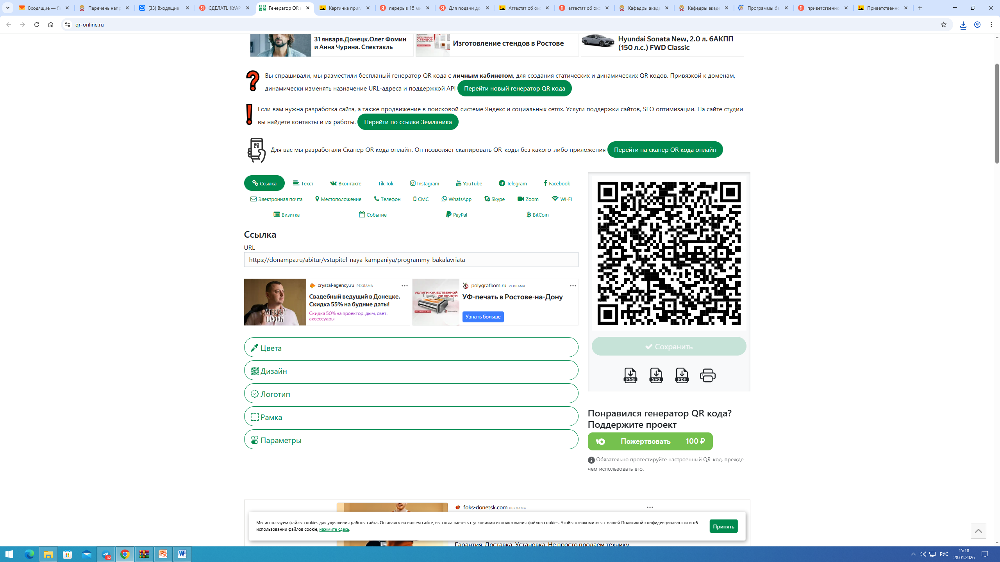 Входящие — Я
Перечень напр
(33) Входящие
СДЕЛАТЬ КУАР
Генератор QR к
Картинка пригл
перерыв 15 ми
Для подачи до
Аттестат об ок
аттестат об око
Кафедры акаде
Кафедры акаде
Программы ба
приветственно
Приветственно
qr-online.ru
31 января.Донецк.Олег Фомин
и Анна Чурина. Спектакль
ИЗГОТОВЛЕНИЕ
СТЕНДОВ
Изготовление стендов в Ростове
Hyundai Sonata New, 2.0 л. 6АКПП
(150 л.с.) FWD Classic
Вы спрашивали, мы разместили беспланый генератор QR кода с личным кабинетом, для создания статических и динамических QR кодов. Привязкой к доменам,
динамически изменять назначение URL-адреса и поддержкой API Перейти новый генератор QR кода
Если вам нужна разработка сайта, а также продвижение в поисковой системе Яндекс и социальных сетях. Услуги поддержки сайтов, SEO оптимизации. На сайте студии
вы найдете контакты и их работы. Перейти по ссылке Земляника
Для вас мы разработали Сканер QR кода онлайн. Он позволяет сканировать QR-коды без какого-либо приложения Перейти на сканер QR кода онлайн
Ссылка Текст Вконтакте Tik Tok Instagram YouTube Telegram Facebook
Электронная почта Местоположение Телефон СМС WhatsApp Skype Zoom Wi-Fi
Визитка Событие PayPal BitCoin
Ссылка
URL
https://donampa.ru/abitur/vstupitel-naya-kampaniya/programmy-bakalavriata
АЛЕКСЕЙ
МАЗАЙ
crystal-agency.ru РЕКЛАМА
Свадебный ведущий в Донецке.
Скидка 55% на будние даты!
Скидка 50% на проектор, дым, свет,
аксессуары
УСЛУГИ КАЧЕСТВЕННОЙ
УФ ПЕЧАТИ
polygrafkom.ru РЕКЛАМА
УФ-печать в Ростове-на-Дону
Узнать больше
Цвета
Дизайн
Логотип
Рамка
Параметры
Сохранить
PNG SVG PDF
Понравился генератор QR кода?
Поддержите проект
Пожертвовать 100 ₽
Обязательно протестируйте настроенный QR-код, прежде
чем использовать его.
foks-donetsk.com РЕКЛАМА
Мы используем файлы cookies для улучшения работы сайта. Оставаясь на нашем сайте, вы соглашаетесь с условиями использования файлов cookies. Чтобы ознакомиться с нашей Политикой конфиденциальности и об
использовании файлов cookie, нажмите здесь.
Принять
Гарантия. Доставка. Установка. Не просто продаем технику,
32
РУС
15:18
28.01.2026